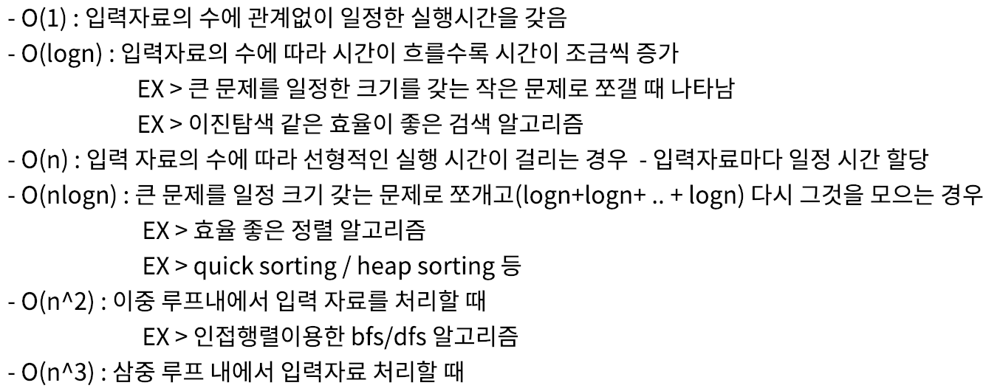 - O(1) : 입력자료의 수에 관계없이 일정한 실행시간을 갖음
- O(logn) : 입력자료의 수에 따라 시간이 흐를수록 시간이 조금씩 증가
EX > 큰 문제를 일정한 크기를 갖는 작은 문제로 쪼갤 때 나타남
EX > 이진탐색 같은 효율이 좋은 검색 알고리즘
- O(n) : 입력 자료의 수에 따라 선형적인 실행 시간이 걸리는 경우 - 입력자료마다 일정 시간 할당
- O(nlogn) : 큰 문제를 일정 크기 갖는 문제로 쪼개고(logn+logn+ .. + logn) 다시 그것을 모으는 경우
EX > 효율 좋은 정렬 알고리즘
EX > quick sorting / heap sorting 등
- O(n^2) : 이중 루프내에서 입력 자료를 처리할 때
EX > 인접행렬이용한 bfs/dfs 알고리즘
- O(n^3) : 삼중 루프 내에서 입력자료 처리할 때